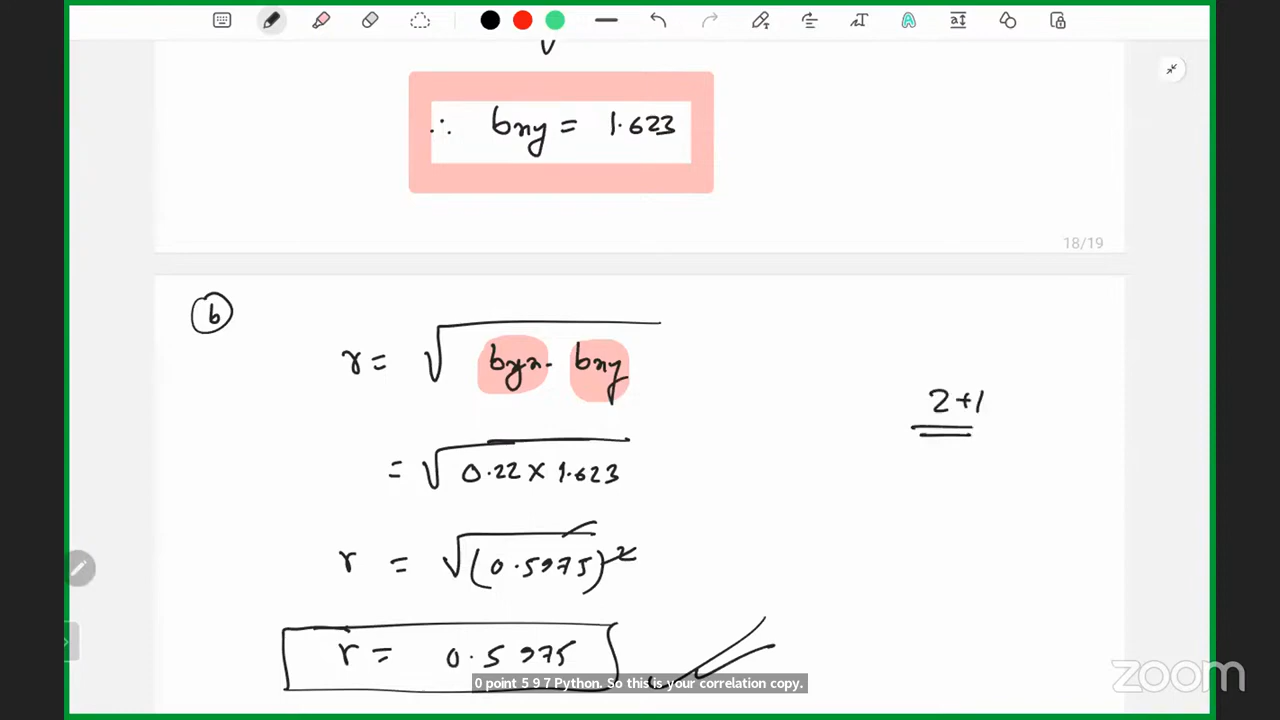 ∴ bxy = 1.623
18/19
b
r = √ byx . bxy
2+1
= √ 0.22 × 1.623
r = √ (0.5975)²
r = 0.5975
0 point 5 9 7 Python. So this is your correlation copy.
zoom